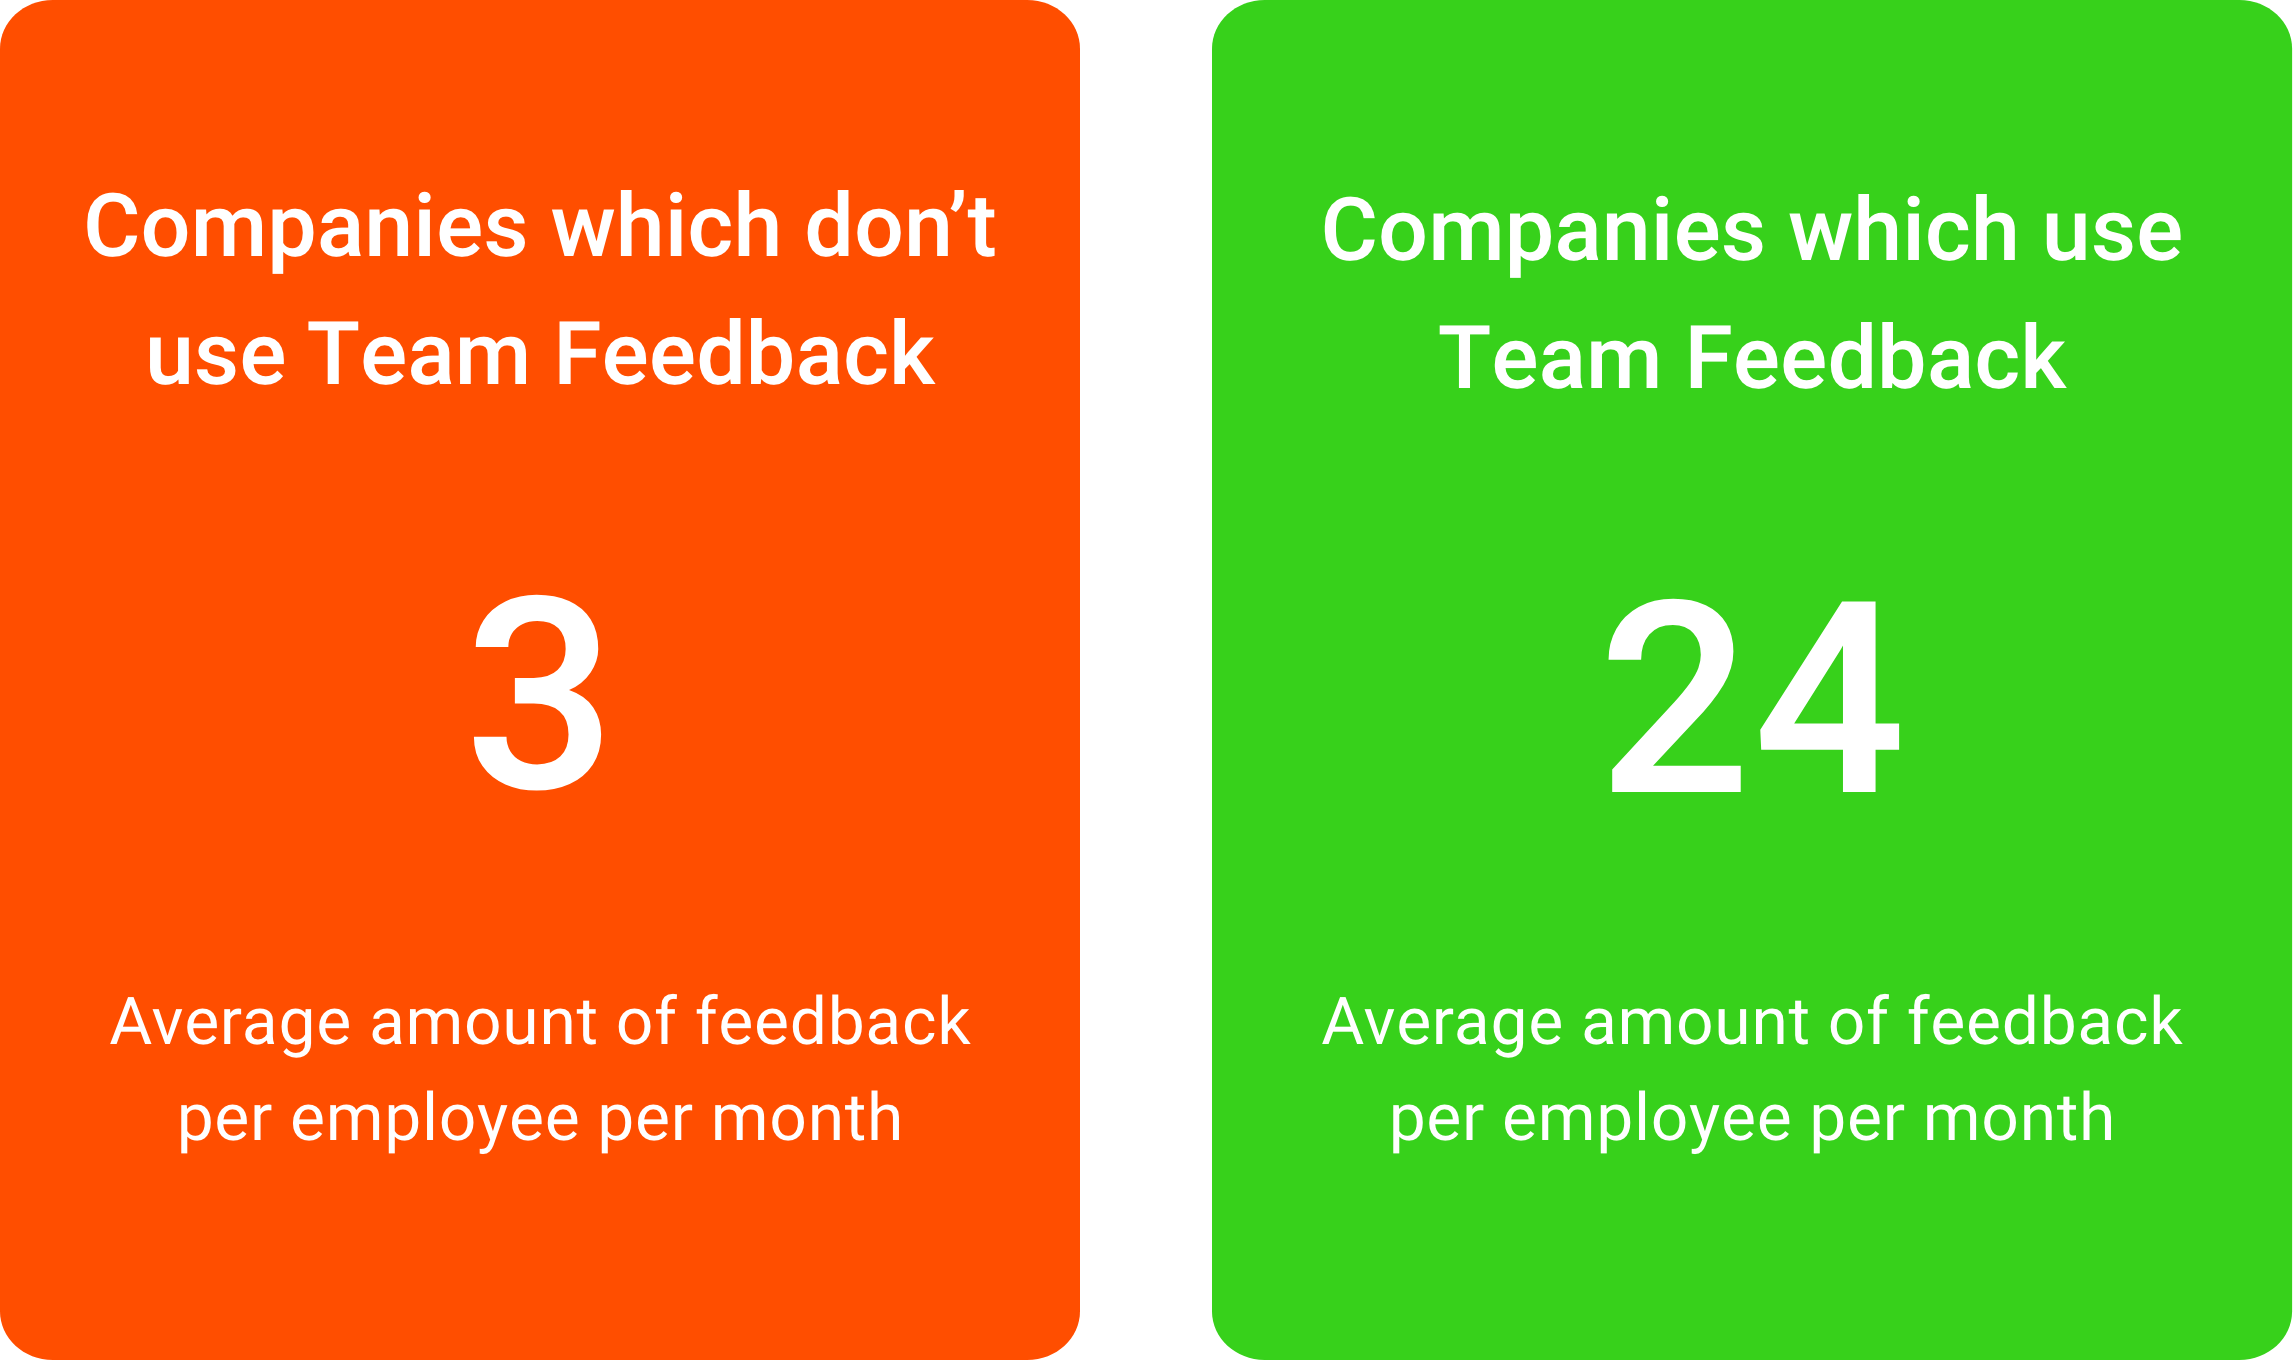 Companies which don’t
use Team Feedback
3
Average amount of feedback
per employee per month
Companies which use
Team Feedback
24
Average amount of feedback
per employee per month